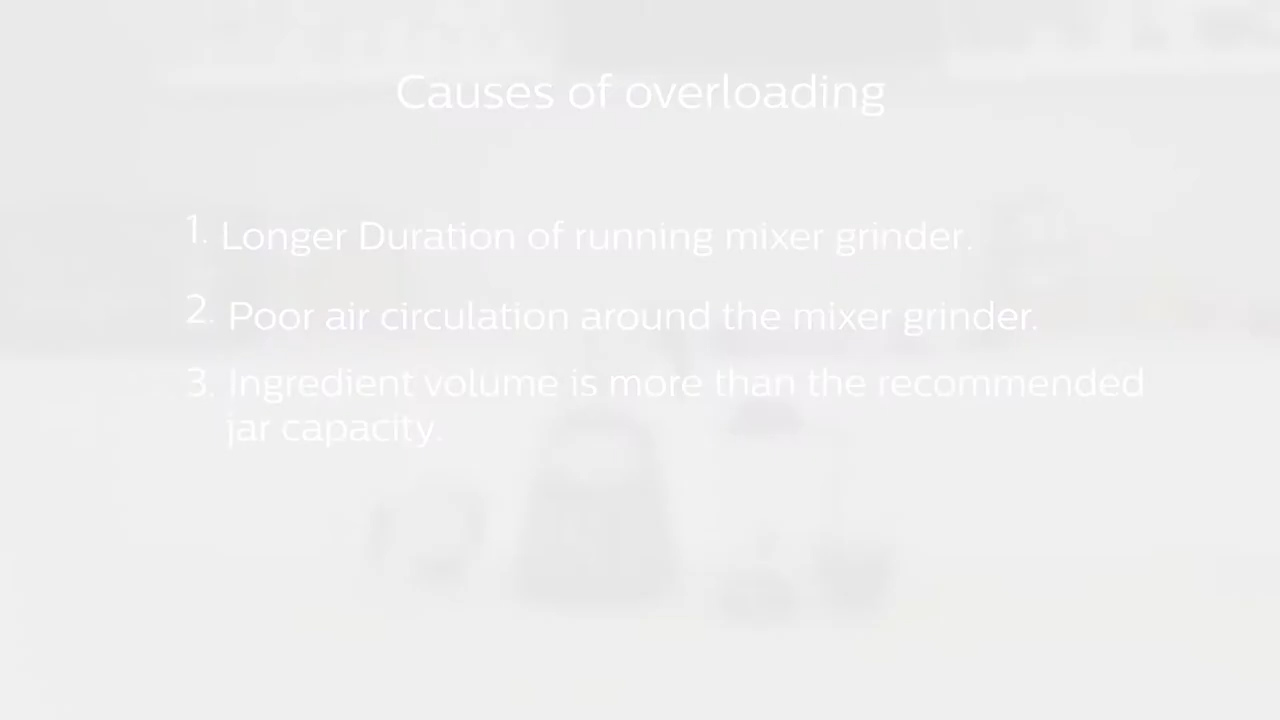 Causes of overloading
1. Longer Duration of running mixer grinder.
2. Poor air circulation around the mixer grinder.
3. Ingredient volume is more than the recommended
jar capacity.